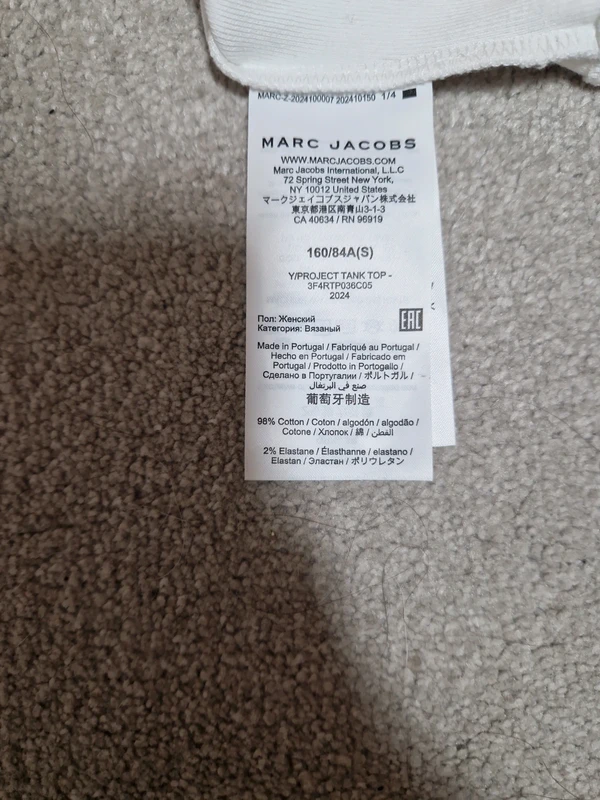 MARC-Z-2024100007 202410150 1/4
MARC JACOBS
WWW.MARCJACOBS.COM
Marc Jacobs International, L.L.C
72 Spring Street New York,
NY 10012 United States
マークジェイコブスジャパン株式会社
東京都港区南青山3-1-3
CA 40634 / RN 96919
160/84A(S)
Y/PROJECT TANK TOP -
3F4RTP036C05
2024
Пол: Женский
Категория: Вязаный
EAC
Made in Portugal / Fabriqué au Portugal /
Hecho en Portugal / Fabricado em
Portugal / Prodotto in Portogallo /
Сделано в Португалии / ポルトガル /
صنع في البرتغال
葡萄牙制造
98% Cotton / Coton / algodón / algodão /
Cotone / Хлопок / 綿 / القطن
2% Elastane / Élasthanne / elastano /
Elastan / Эластан / ポリウレタン